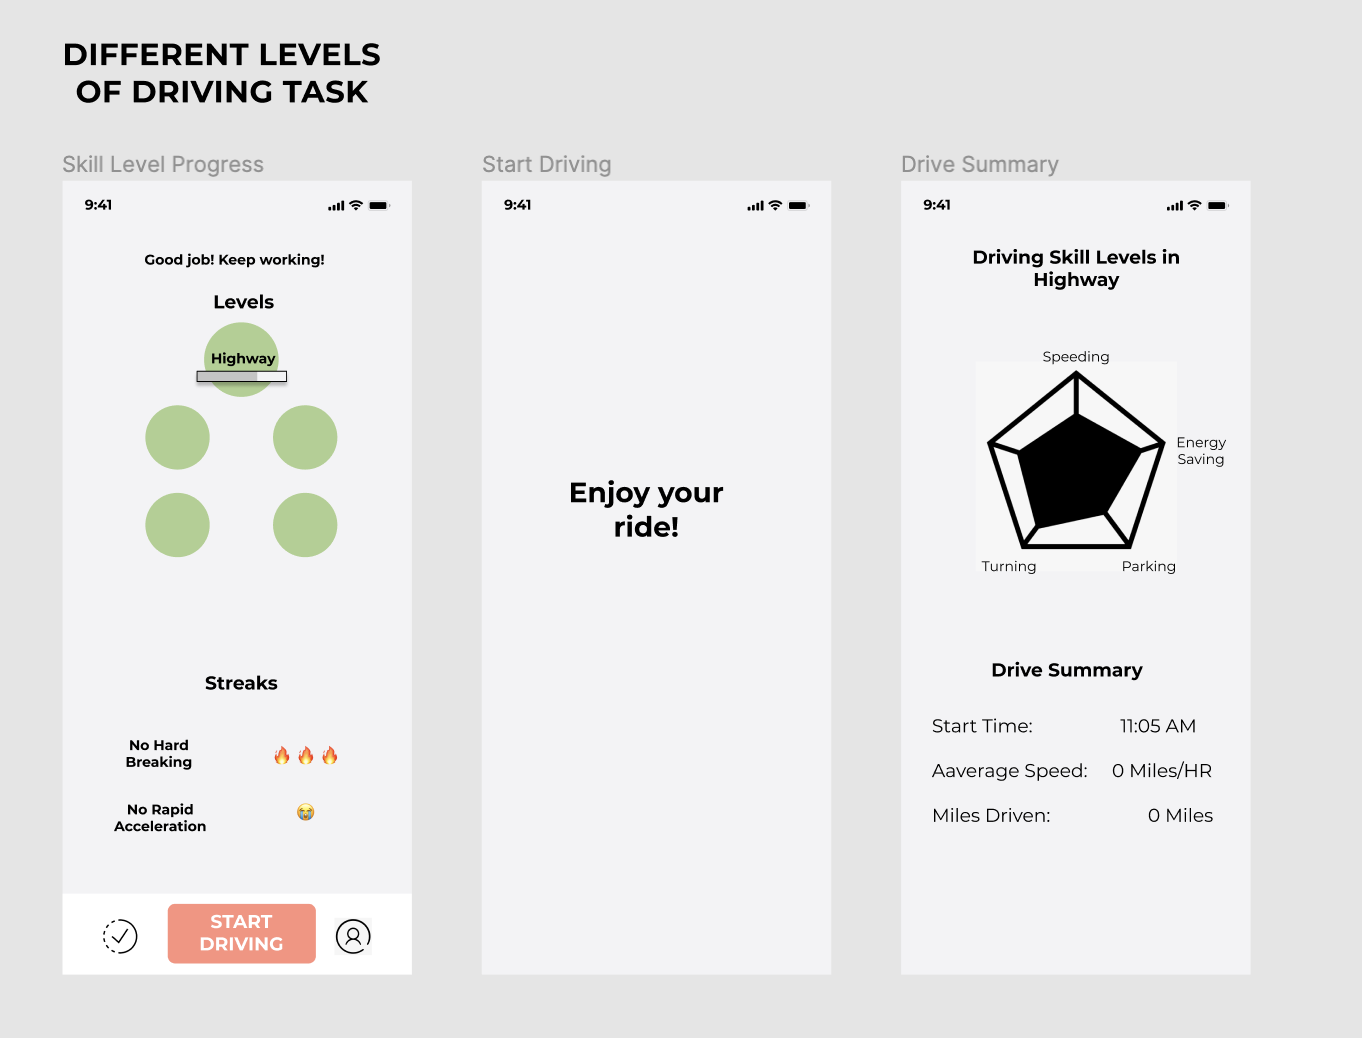 DIFFERENT LEVELS
OF DRIVING TASK
Skill Level Progress
9:41
Good job! Keep working!
Levels
Highway
Streaks
No Hard
Breaking
No Rapid
Acceleration
START
DRIVING
Start Driving
9:41
Enjoy your
ride!
Drive Summary
9:41
Driving Skill Levels in
Highway
Speeding
Energy
Saving
Turning
Parking
Drive Summary
Start Time: 11:05 AM
Aaverage Speed: 0 Miles/HR
Miles Driven: 0 Miles